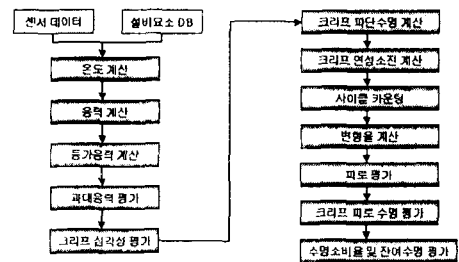 센서 데이터
설비요소 DB
온도 계산
응력 계산
등가응력 계산
과대응력 평가
크리프 심각성 평가
크리프 파단수명 계산
크리프 연성소진 계산
사이클 카운팅
변형율 계산
피로 평가
크리프 피로 수명 평가
수명소비율 및 잔여수명 평가